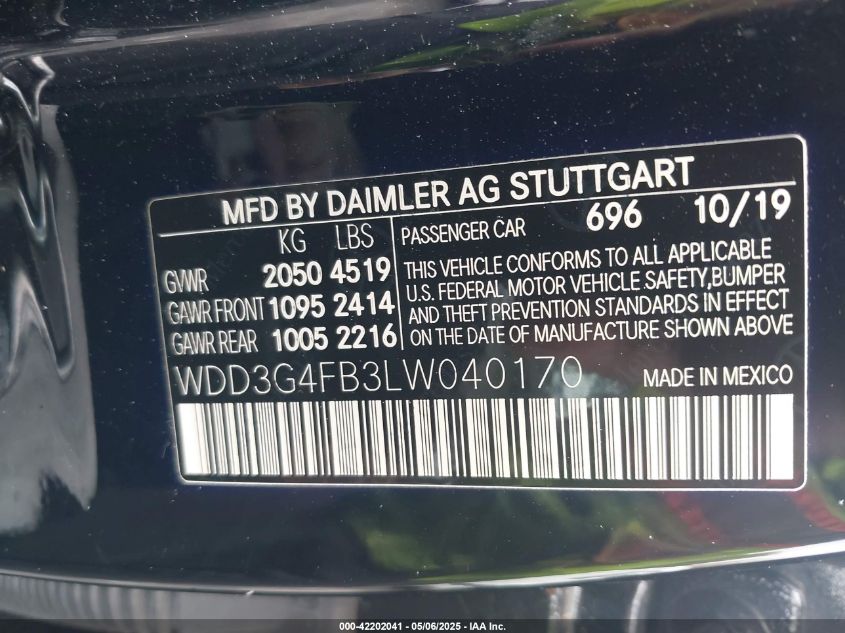 MFD BY DAIMLER AG STUTTGART
KG LBS PASSENGER CAR 696 10/19
GVWR 2050 4519
GAWR FRONT 1095 2414
GAWR REAR 1005 2216
THIS VEHICLE CONFORMS TO ALL APPLICABLE
U.S. FEDERAL MOTOR VEHICLE SAFETY,BUMPER
AND THEFT PREVENTION STANDARDS IN EFFECT
ON THE DATE OF MANUFACTURE SHOWN ABOVE
WDD3G4FB3LW040170 MADE IN MEXICO
000-42202041 - 05/06/2025 - IAA Inc.